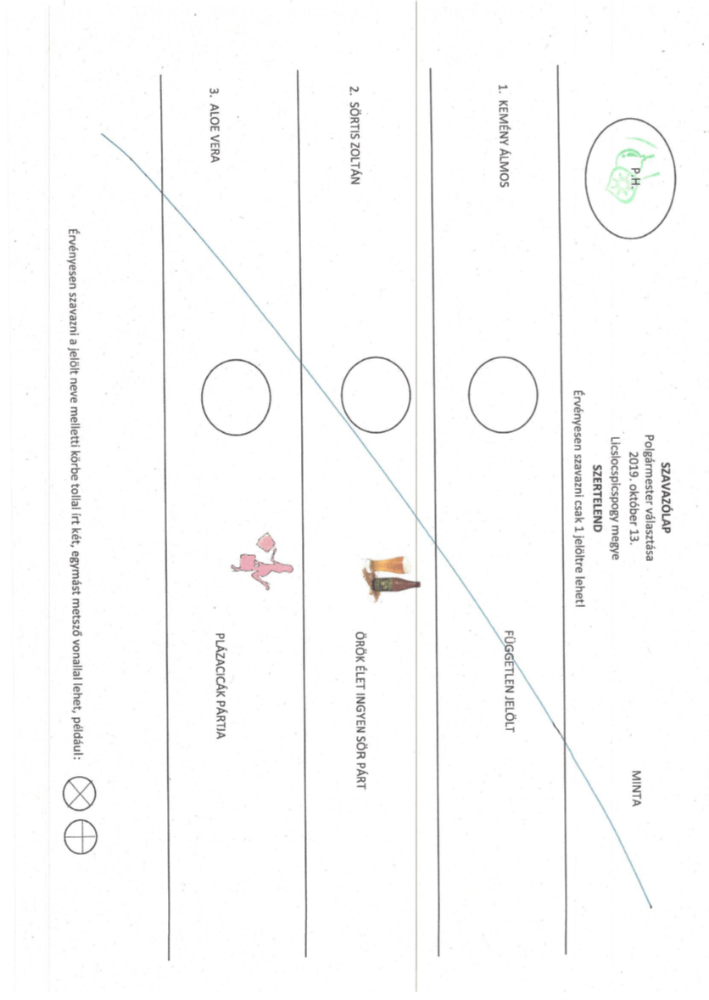 P.H.
SZAVAZÓLAP
Polgármester választása
2019. október 13.
Licslocspicspogy megye
SZERTELEND
MINTA
Érvényesen szavazni csak 1 jelöltre lehet!
1. KEMÉNY ÁLMOS
FÜGGETLEN JELÖLT
2. SÖRTIS ZOLTÁN
ÖRÖK ÉLET INGYEN SÖR PÁRT
3. ALOE VERA
PLÁZACICÁK PÁRTJA
Érvényesen szavazni a jelölt neve melletti körbe tollal írt két, egymást metsző vonallal lehet, például: